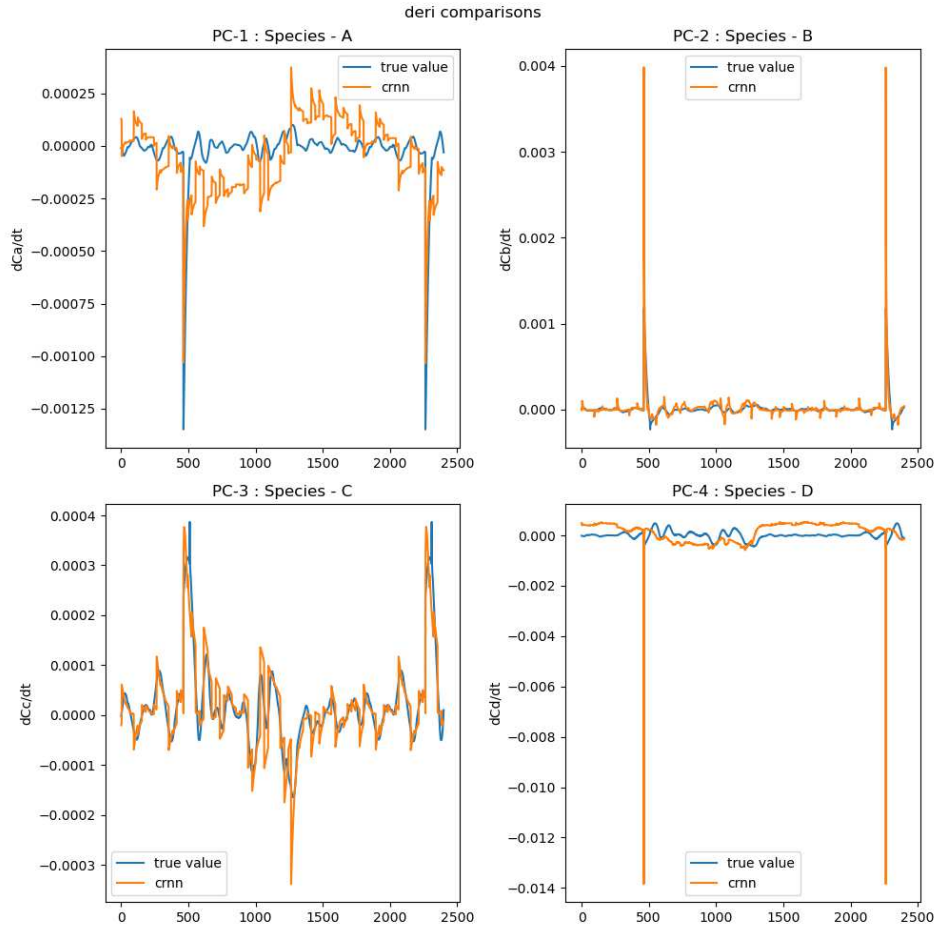 deri comparisons
PC-1 : Species - A
true value
crnn
dCa/dt
0.00025
0.00000
−0.00025
−0.00050
−0.00075
−0.00100
−0.00125
0 500 1000 1500 2000 2500
PC-2 : Species - B
true value
crnn
dCb/dt
0.004
0.003
0.002
0.001
0.000
0 500 1000 1500 2000 2500
PC-3 : Species - C
dCc/dt
0.0004
0.0003
0.0002
0.0001
0.0000
−0.0001
−0.0002
−0.0003
true value
crnn
0 500 1000 1500 2000 2500
PC-4 : Species - D
dCd/dt
0.000
−0.002
−0.004
−0.006
−0.008
−0.010
−0.012
−0.014
true value
crnn
0 500 1000 1500 2000 2500